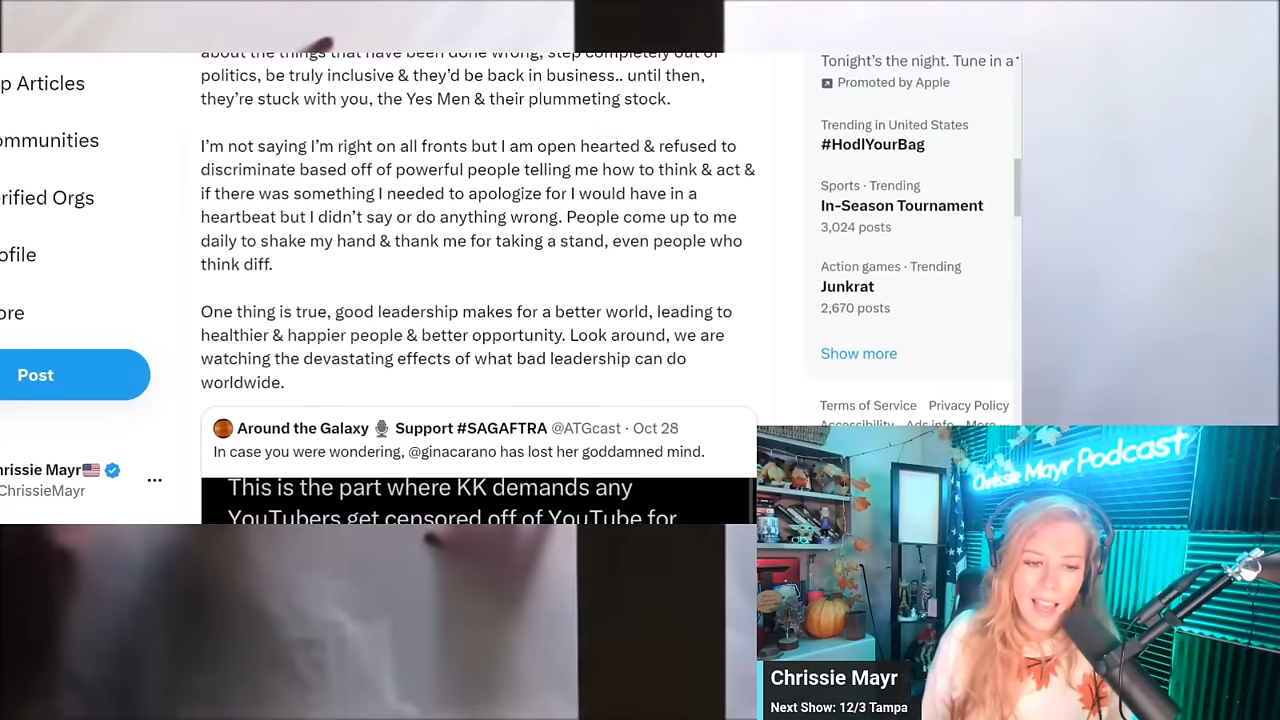 about the things that have been done wrong, step completely out of
politics, be truly inclusive & they'd be back in business.. until then,
they're stuck with you, the Yes Men & their plummeting stock.
I'm not saying I'm right on all fronts but I am open hearted & refused to
discriminate based off of powerful people telling me how to think & act &
if there was something I needed to apologize for I would have in a
heartbeat but I didn't say or do anything wrong. People come up to me
daily to shake my hand & thank me for taking a stand, even people who
think diff.
One thing is true, good leadership makes for a better world, leading to
healthier & happier people & better opportunity. Look around, we are
watching the devastating effects of what bad leadership can do
worldwide.
Around the Galaxy 🎙️ Support #SAGAFTRA @ATGcast · Oct 28
In case you were wondering, @ginacarano has lost her goddamned mind.
This is the part where KK demands any
YouTubers get censored off of YouTube for
p Articles
ommunities
rified Orgs
ofile
ore
Post
hrissie Mayr🇺🇸
ChrissieMayr
...
Tonight's the night. Tune in a
Promoted by Apple
Trending in United States
#HodlYourBag
Sports · Trending
In-Season Tournament
3,024 posts
Action games · Trending
Junkrat
2,670 posts
Show more
Terms of Service Privacy Policy
Accessibility Ads info More
Chrissie Mayr Podcast
Chrissie Mayr
Next Show: 12/3 Tampa